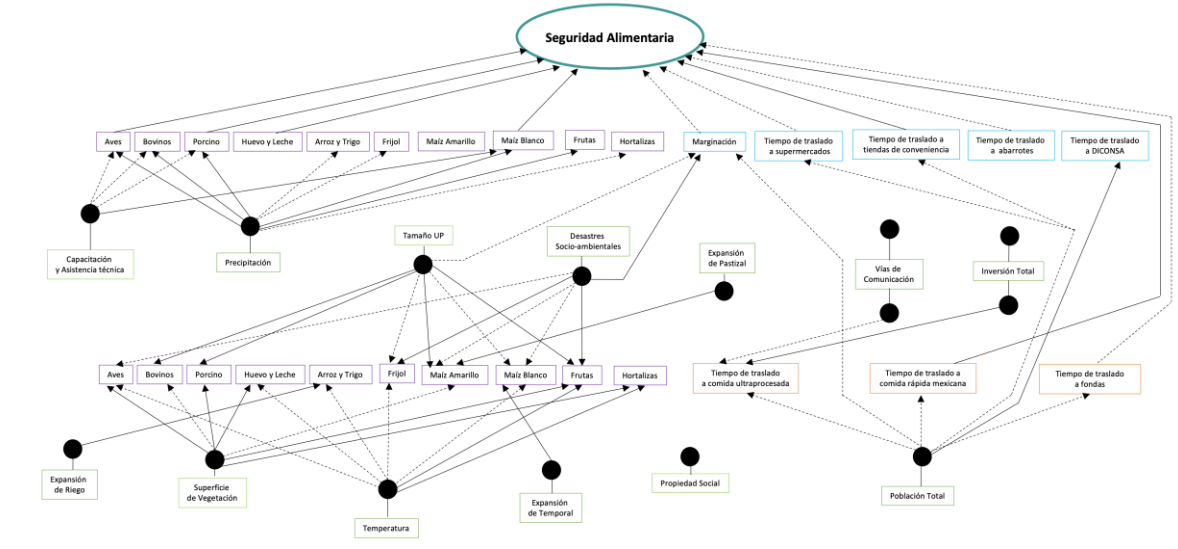 Seguridad Alimentaria
Aves
Bovinos
Porcino
Huevo y Leche
Arroz y Trigo
Frijol
Maíz Amarillo
Maíz Blanco
Frutas
Hortalizas
Marginación
Tiempo de traslado
a supermercados
Tiempo de traslado a
tiendas de conveniencia
Tiempo de traslado
a abarrotes
Tiempo de traslado
a DICONSA
Capacitación
y Asistencia técnica
Precipitación
Tamaño UP
Desastres
Socio-ambientales
Expansión
de Pastizal
Vías de
Comunicación
Inversión Total
Aves
Bovinos
Porcino
Huevo y Leche
Arroz y Trigo
Frijol
Maíz Amarillo
Maíz Blanco
Frutas
Hortalizas
Tiempo de traslado
a comida ultraprocesada
Tiempo de traslado a
comida rápida mexicana
Tiempo de traslado
a fondas
Expansión
de Riego
Superficie
de Vegetación
Temperatura
Expansión
de Temporal
Propiedad Social
Población Total